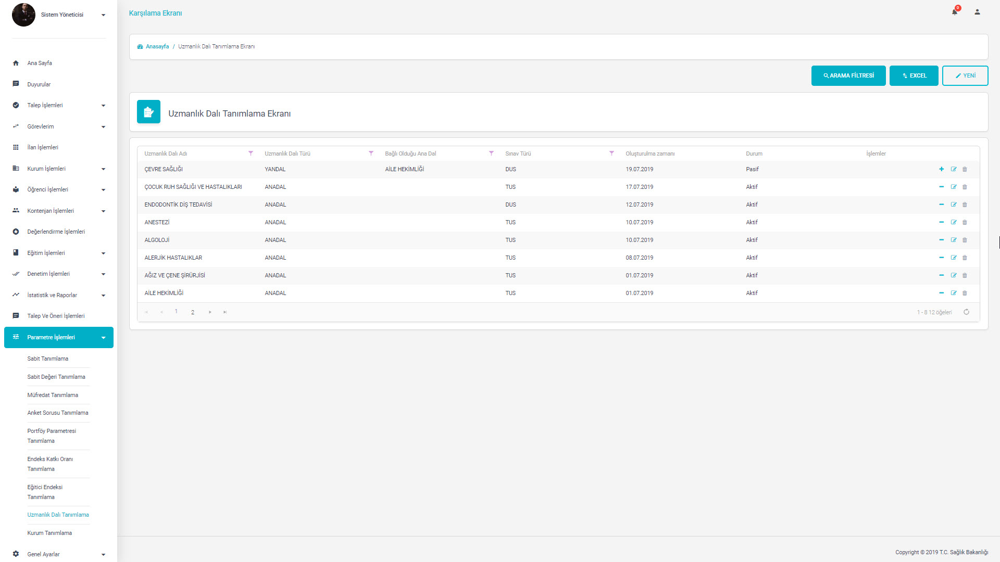 Sistem Yöneticisi
Ana Sayfa
Duyurular
Talep İşlemleri
Görevlerim
İlan İşlemleri
Kurum İşlemleri
Öğrenci İşlemleri
Kontenjan İşlemleri
Değerlendirme İşlemleri
Eğitim İşlemleri
Denetim İşlemleri
İstatistik ve Raporlar
Talep Ve Öneri İşlemleri
Parametre İşlemleri
Sabit Tanımlama
Sabit Değeri Tanımlama
Müfredat Tanımlama
Anket Sorusu Tanımlama
Portföy Parametresi
Tanımlama
Endeks Katkı Oranı
Tanımlama
Eğitici Endeksi
Tanımlama
Uzmanlık Dalı Tanımlama
Kurum Tanımlama
Genel Ayarlar
Karşılama Ekranı
0
Anasayfa / Uzmanlık Dalı Tanımlama Ekranı
ARAMA FİLTRESİ EXCEL YENİ
Uzmanlık Dalı Tanımlama Ekranı
Uzmanlık Dalı Adı Uzmanlık Dalı Türü Bağlı Olduğu Ana Dal Sınav Türü Oluşturulma zamanı Durum İşlemler
ÇEVRE SAĞLIĞI YANDAL AİLE HEKİMLİĞİ DUS 19.07.2019 Pasif
ÇOCUK RUH SAĞLIĞI VE HASTALIKLARI ANADAL TUS 17.07.2019 Aktif
ENDODONTİK DİŞ TEDAVİSİ ANADAL DUS 12.07.2019 Aktif
ANESTEZİ ANADAL TUS 10.07.2019 Aktif
ALGOLOJİ ANADAL TUS 10.07.2019 Aktif
ALERJİK HASTALIKLAR ANADAL TUS 08.07.2019 Aktif
AĞIZ VE ÇENE ŞİRÜRJİSİ ANADAL TUS 01.07.2019 Aktif
AİLE HEKİMLİĞİ ANADAL TUS 01.07.2019 Aktif
1 2 1 - 8 12 öğeleri
Copyright © 2019 T.C. Sağlık Bakanlığı